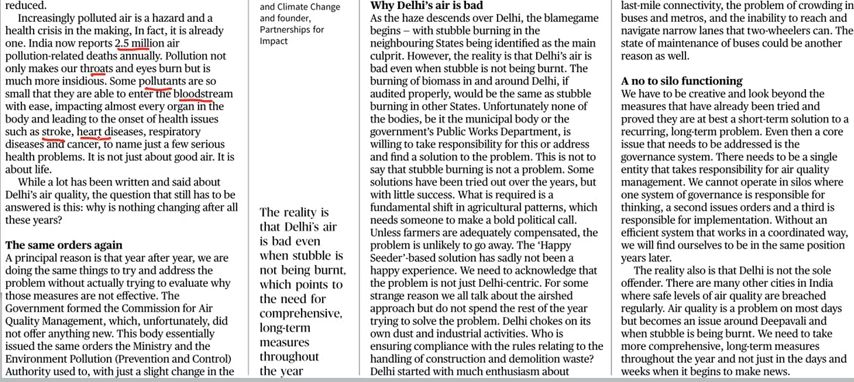 reduced.
Increasingly polluted air is a hazard and a
health crisis in the making, In fact, it is already
one. India now reports 2.5 million air
pollution-related deaths annually. Pollution not
only makes our throats and eyes burn but is
much more insidious. Some pollutants are so
small that they are able to enter the bloodstream
with ease, impacting almost every organ in the
body and leading to the onset of health issues
such as stroke, heart diseases, respiratory
diseases and cancer, to name just a few serious
health problems. It is not just about good air. It is
about life.
While a lot has been written and said about
Delhi's air quality, the question that still has to be
answered is this: why is nothing changing after all
these years?
The same orders again
A principal reason is that year after year, we are
doing the same things to try and address the
problem without actually trying to evaluate why
those measures are not effective. The
Government formed the Commission for Air
Quality Management, which, unfortunately, did
not offer anything new. This body essentially
issued the same orders the Ministry and the
Environment Pollution (Prevention and Control)
Authority used to, with just a slight change in the
and Climate Change
and founder,
Partnerships for
Impact
The reality is
that Delhi's air
is bad even
when stubble is
not being burnt,
which points to
the need for
comprehensive,
long-term
measures
throughout
the year
Why Delhi's air is bad
As the haze descends over Delhi, the blamegame
begins – with stubble burning in the
neighbouring States being identified as the main
culprit. However, the reality is that Delhi's air is
bad even when stubble is not being burnt. The
burning of biomass in and around Delhi, if
audited properly, would be the same as stubble
burning in other States. Unfortunately none of
the bodies, be it the municipal body or the
government's Public Works Department, is
willing to take responsibility for this or address
and find a solution to the problem. This is not to
say that stubble burning is not a problem. Some
solutions have been tried out over the years, but
with little success. What is required is a
fundamental shift in agricultural patterns, which
needs someone to make a bold political call.
Unless farmers are adequately compensated, the
problem is unlikely to go away. The 'Happy
Seeder'-based solution has sadly not been a
happy experience. We need to acknowledge that
the problem is not just Delhi-centric. For some
strange reason we all talk about the airshed
approach but do not spend the rest of the year
trying to solve the problem. Delhi chokes on its
own dust and industrial activities. Who is
ensuring compliance with the rules relating to the
handling of construction and demolition waste?
Delhi started with much enthusiasm about
last-mile connectivity, the problem of crowding in
buses and metros, and the inability to reach and
navigate narrow lanes that two-wheelers can. The
state of maintenance of buses could be another
reason as well.
A no to silo functioning
We have to be creative and look beyond the
measures that have already been tried and
proved they are at best a short-term solution to a
recurring, long-term problem. Even then a core
issue that needs to be addressed is the
governance system. There needs to be a single
entity that takes responsibility for air quality
management. We cannot operate in silos where
one system of governance is responsible for
thinking, a second issues orders and a third is
responsible for implementation. Without an
efficient system that works in a coordinated way,
we will find ourselves to be in the same position
years later.
The reality also is that Delhi is not the sole
offender. There are many other cities in India
where safe levels of air quality are breached
regularly. Air quality is a problem on most days
but becomes an issue around Deepavali and
when stubble is being burnt. We need to take
more comprehensive, long-term measures
throughout the year and not just in the days and
weeks when it begins to make news.